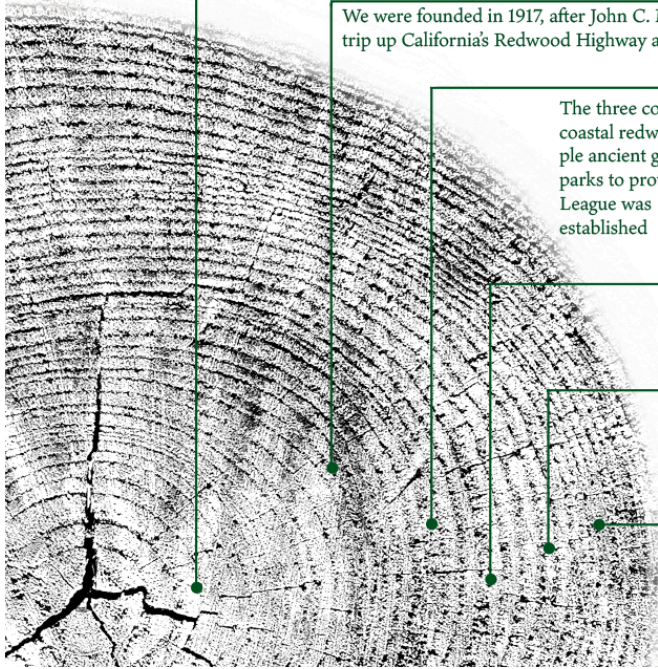 We were founded in 1917, after John C.
trip up California's Redwood Highway a
The three co
coastal redw
ple ancient g
parks to prov
League was
established